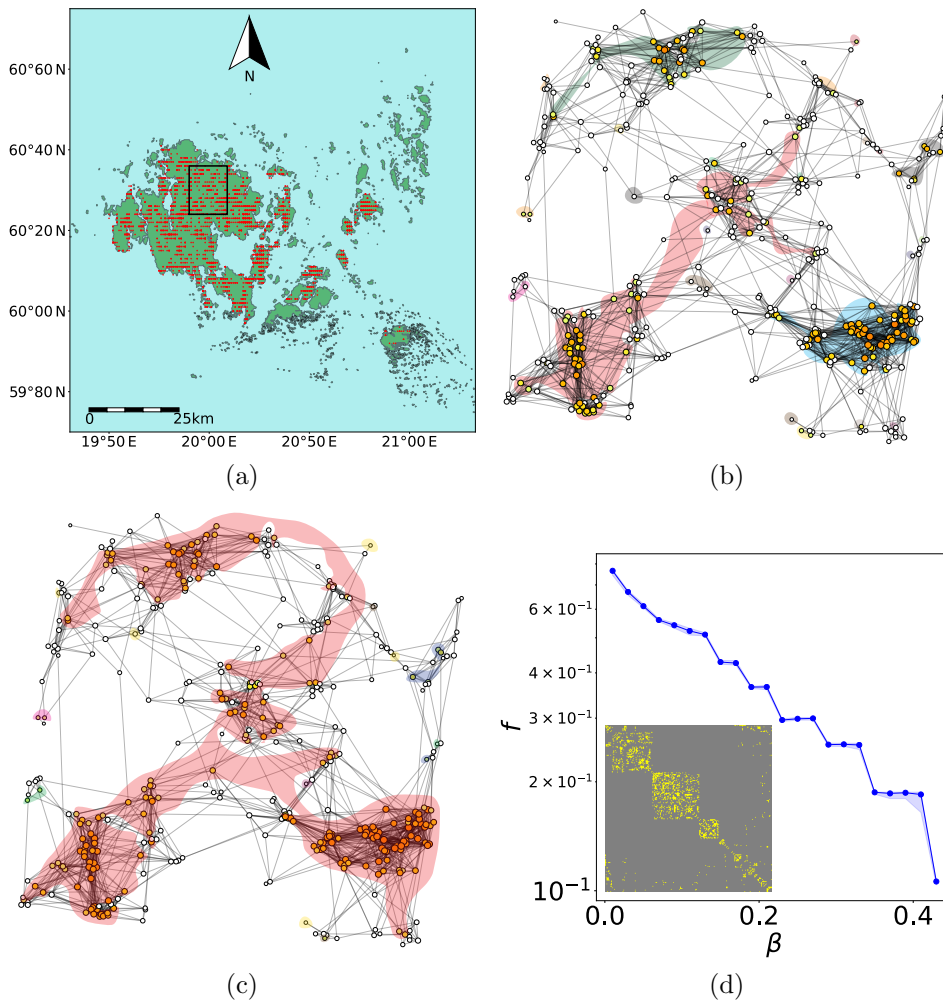 N
60°60 N
60°40 N
60°20 N
60°00 N
59°80 N
0 25km
19°50 E 20°00 E 20°50 E 21°00 E
(a)
(b)
(c)
6 × 10⁻¹
4 × 10⁻¹
3 × 10⁻¹
2 × 10⁻¹
10⁻¹
f
0.0 0.2 0.4
β
(d)